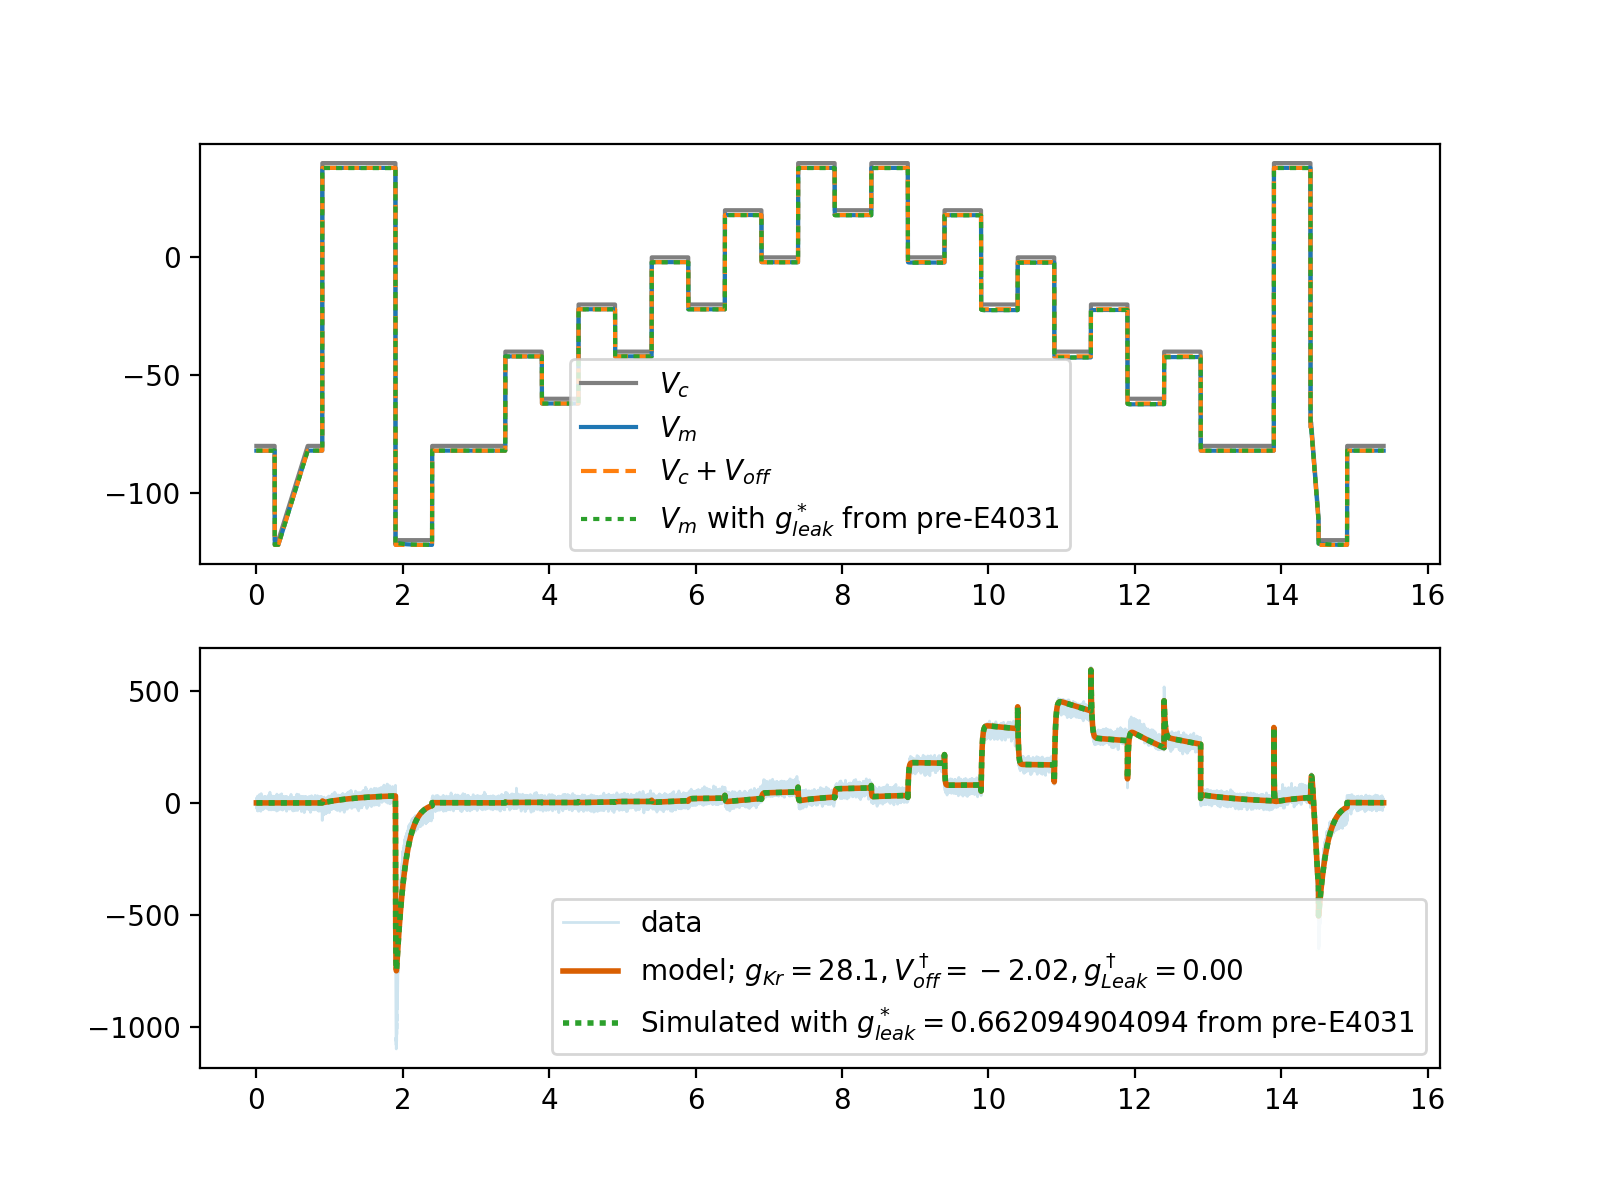 0
−50
−100
V_c
V_m
V_c + V_off
V_m with g*_leak from pre-E4031
0 2 4 6 8 10 12 14 16
500
0
−500
−1000
data
model; g_Kr = 28.1, V†_off = −2.02, g†_Leak = 0.00
Simulated with g*_leak = 0.662094904094 from pre-E4031
0 2 4 6 8 10 12 14 16